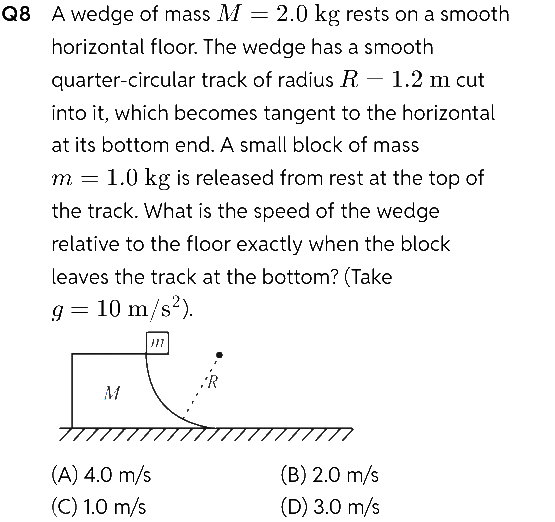 Q8 A wedge of mass M = 2.0 kg rests on a smooth
horizontal floor. The wedge has a smooth
quarter-circular track of radius R − 1.2 m cut
into it, which becomes tangent to the horizontal
at its bottom end. A small block of mass
m = 1.0 kg is released from rest at the top of
the track. What is the speed of the wedge
relative to the floor exactly when the block
leaves the track at the bottom? (Take
g = 10 m/s²).
m
R
M
(A) 4.0 m/s (B) 2.0 m/s
(C) 1.0 m/s (D) 3.0 m/s